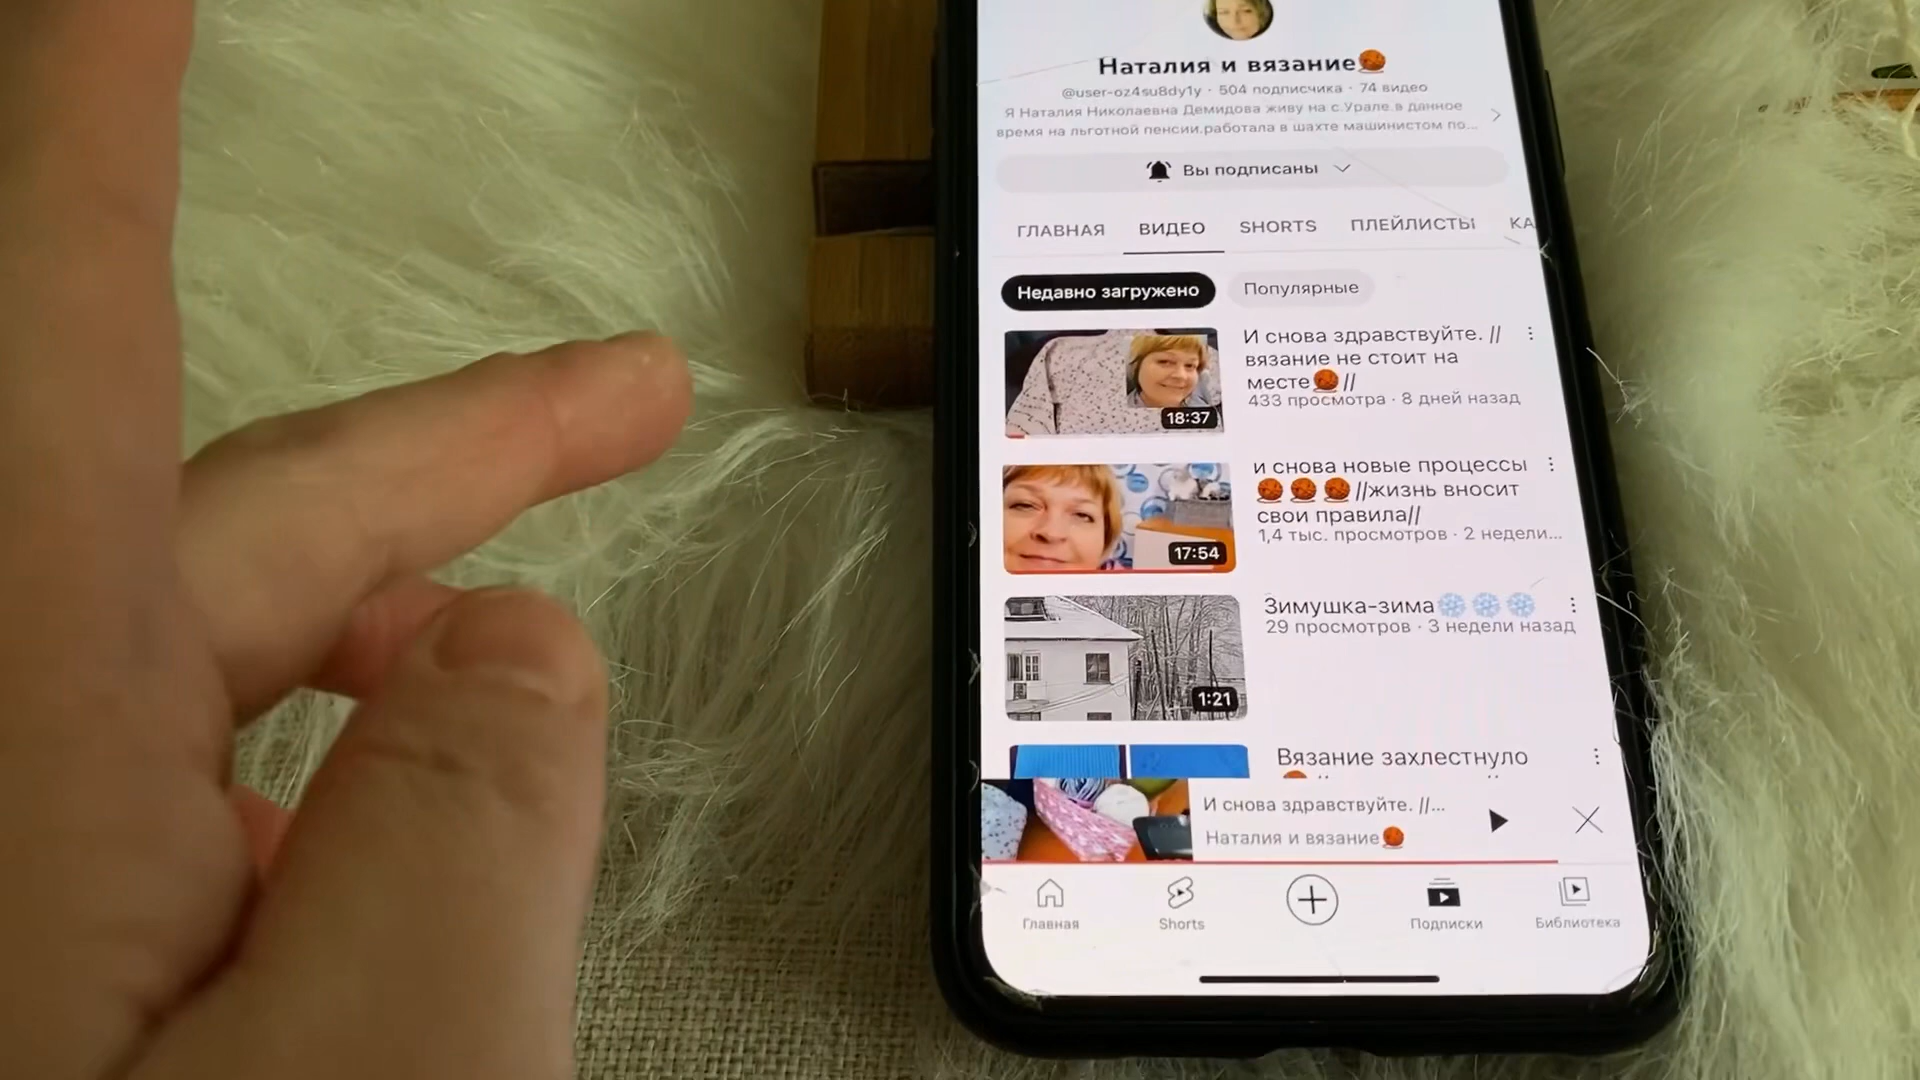 Наталия и вязание🧶
@user-oz4su8dy1y · 504 подписчика · 74 видео
Я Наталия Николаевна Демидова живу на с.Урале.в данное
время на льготной пенсии.работала в шахте машинистом по...
Вы подписаны
ГЛАВНАЯ ВИДЕО SHORTS ПЛЕЙЛИСТЫ КА
Недавно загружено Популярные
И снова здравствуйте. //
вязание не стоит на
месте🧶//
433 просмотра · 8 дней назад
18:37
и снова новые процессы
🧶🧶🧶//жизнь вносит
свои правила//
1,4 тыс. просмотров · 2 недели...
17:54
Зимушка-зима❄️❄️❄️
29 просмотров · 3 недели назад
1:21
Вязание захлестнуло
И снова здравствуйте. //...
Наталия и вязание🧶
Главная Shorts Подписки Библиотека